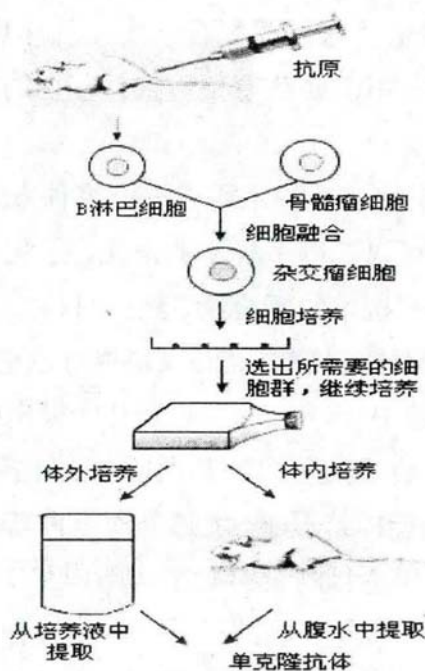 抗原
B淋巴细胞
骨髓瘤细胞
细胞融合
杂交瘤细胞
细胞培养
选出所需要的细
胞群，继续培养
体外培养
体内培养
从培养液中
提取
从腹水中提取
单克隆抗体